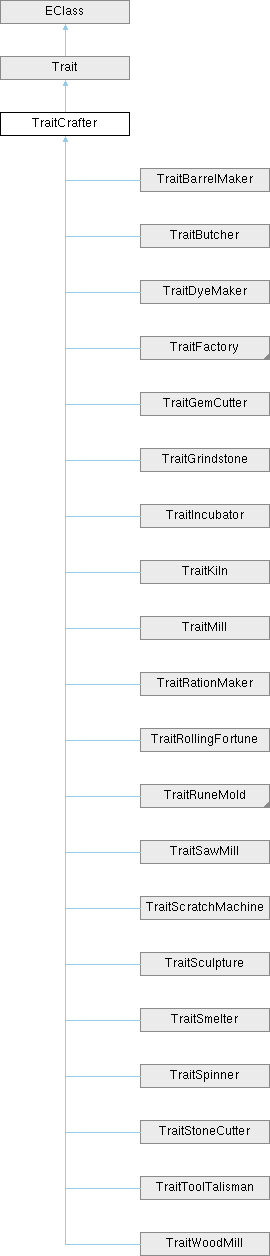 EClass
Trait
TraitCrafter
TraitBarrelMaker
TraitButcher
TraitDyeMaker
TraitFactory
TraitGemCutter
TraitGrindstone
TraitIncubator
TraitKiln
TraitMill
TraitRationMaker
TraitRollingFortune
TraitRuneMold
TraitSawMill
TraitScratchMachine
TraitSculpture
TraitSmelter
TraitSpinner
TraitStoneCutter
TraitToolTalisman
TraitWoodMill